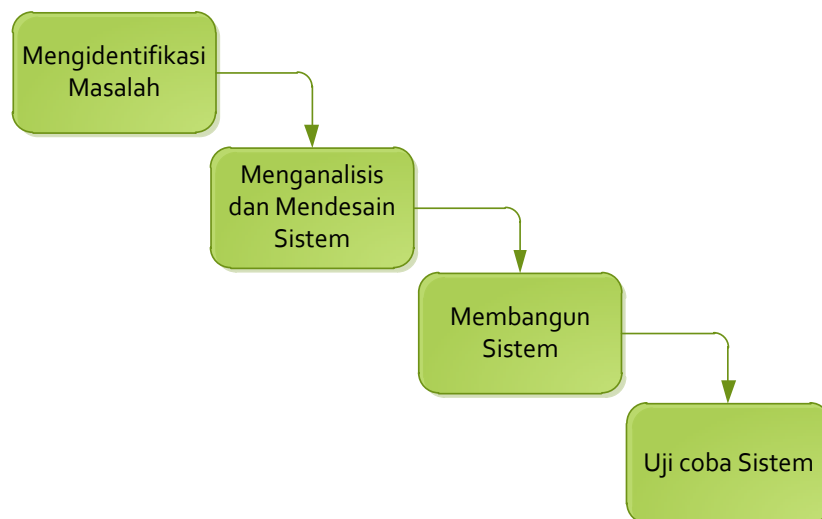 Mengidentifikasi
Masalah
Menganalisis
dan Mendesain
Sistem
Membangun
Sistem
Uji coba Sistem